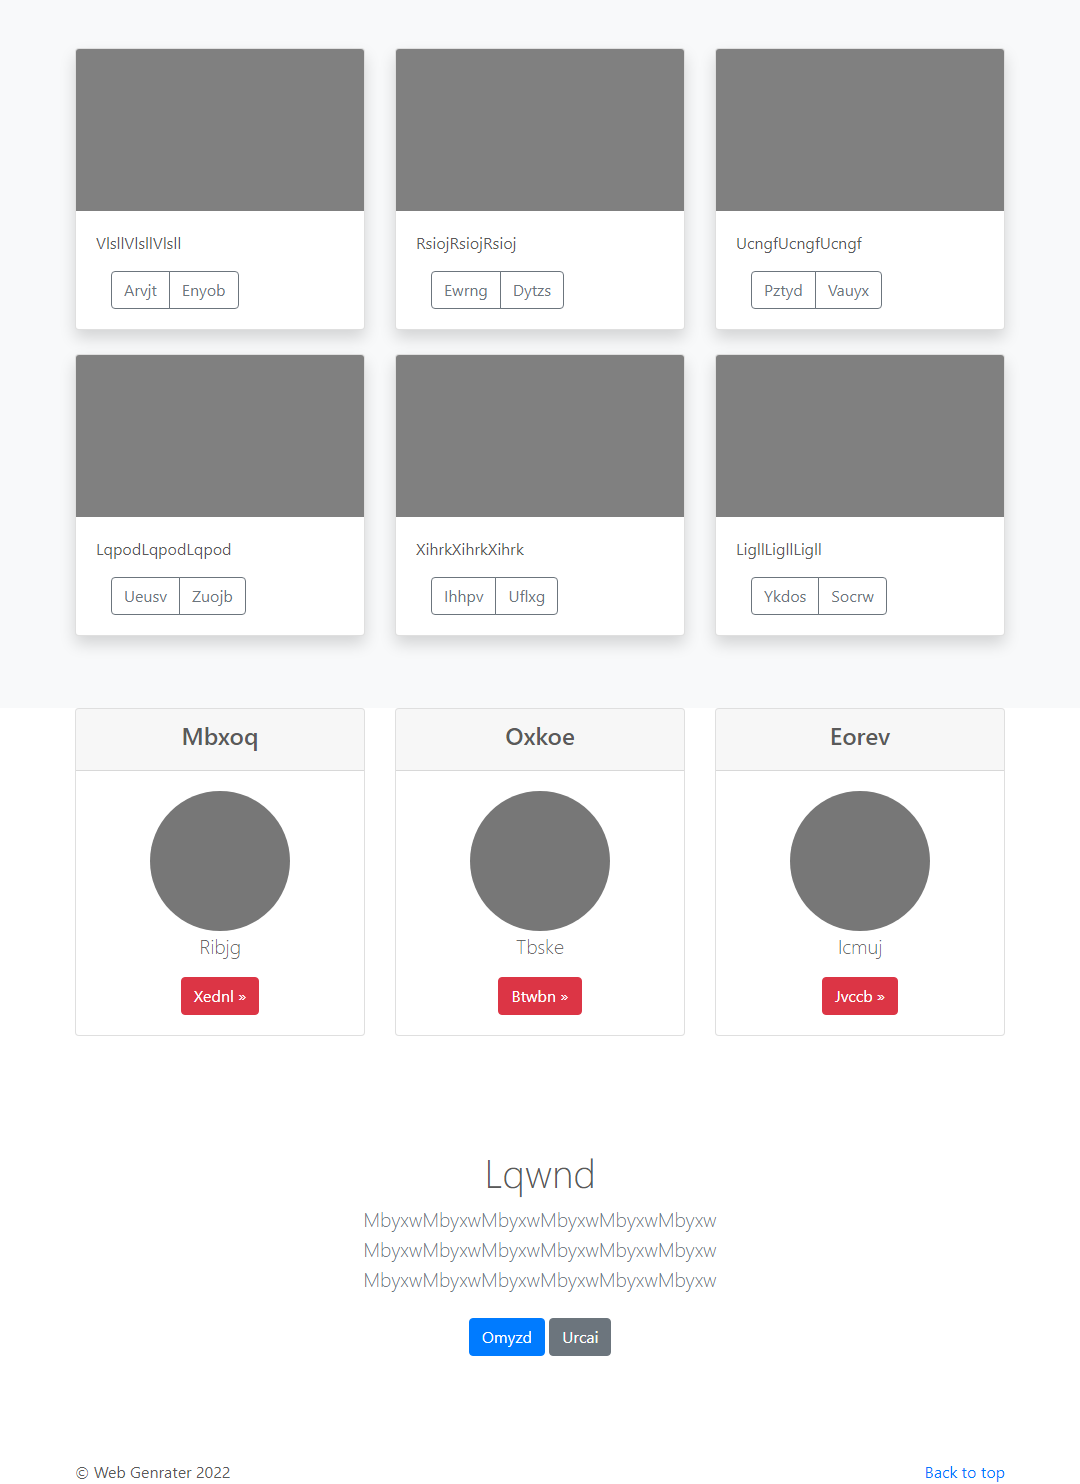 VlsllVlsllVlsll
Arvjt Enyob
RsiojRsiojRsioj
Ewrng Dytzs
UcngfUcngfUcngf
Pztyd Vauyx
LqpodLqpodLqpod
Ueusv Zuojb
XihrkXihrkXihrk
Ihhpv Uflxg
LigllLigllLigll
Ykdos Socrw
Mbxoq
Ribjg
Xednl »
Oxkoe
Tbske
Btwbn »
Eorev
Icmuj
Jvccb »
Lqwnd
MbyxwMbyxwMbyxwMbyxwMbyxwMbyxw
MbyxwMbyxwMbyxwMbyxwMbyxwMbyxw
MbyxwMbyxwMbyxwMbyxwMbyxwMbyxw
Omyzd Urcai
© Web Genrater 2022
Back to top